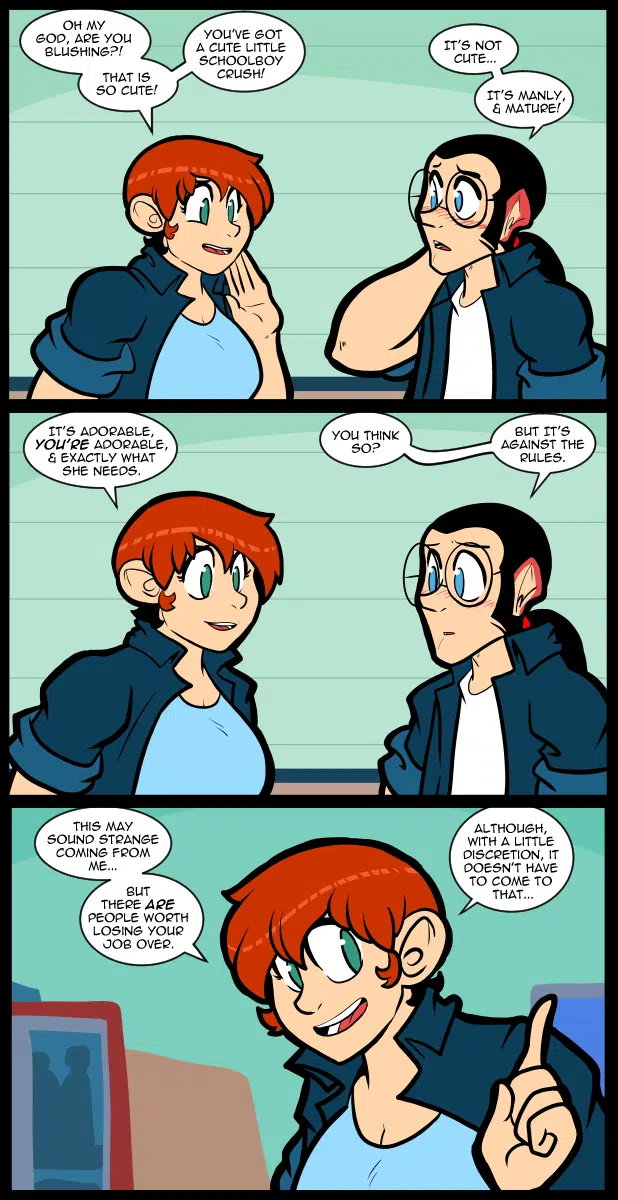 OH MY
GOD, ARE YOU
BLUSHING?!
THAT IS
SO CUTE!
YOU'VE GOT
A CUTE LITTLE
SCHOOLBOY
CRUSH!
IT'S NOT
CUTE...
IT'S MANLY,
& MATURE!
IT'S ADORABLE,
YOU'RE ADORABLE,
& EXACTLY WHAT
SHE NEEDS.
YOU THINK
SO?
BUT IT'S
AGAINST THE
RULES.
THIS MAY
SOUND STRANGE
COMING FROM
ME...
BUT
THERE ARE
PEOPLE WORTH
LOSING YOUR
JOB OVER.
ALTHOUGH,
WITH A LITTLE
DISCRETION, IT
DOESN'T HAVE
TO COME TO
THAT...